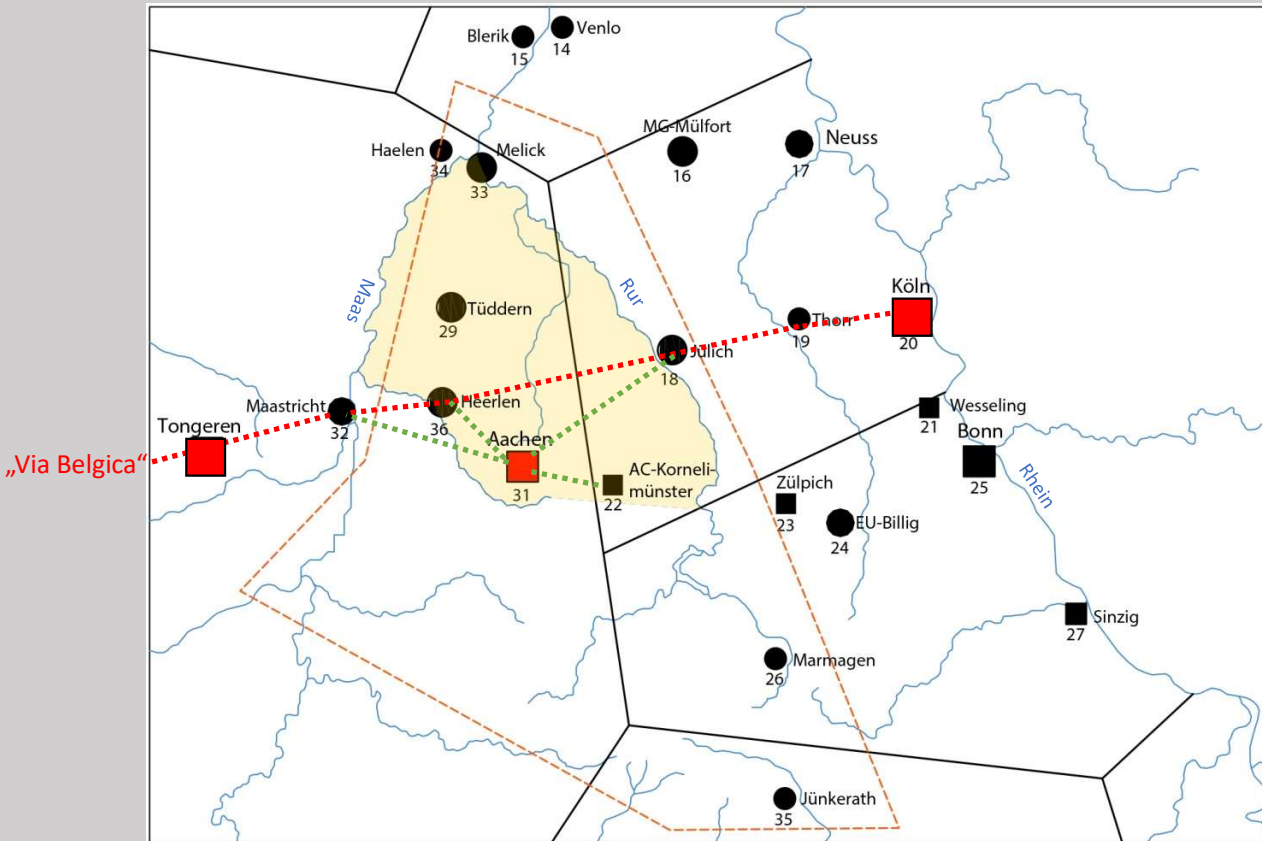 Blerik
15
14
Venlo
MG-Mülfort
16
17
Neuss
Haelen
34
Melick
33
Maas
Rur
Tüddern
29
Köln
20
Thorr
19
Jülich
18
Heerlen
36
Maastricht
32
Tongeren
„Via Belgica“
Aachen
31
AC-Korneli-
münster
22
Wesseling
21
Bonn
25
Rhein
Zülpich
23
EU-Billig
24
Sinzig
27
Marmagen
26
Jünkerath
35